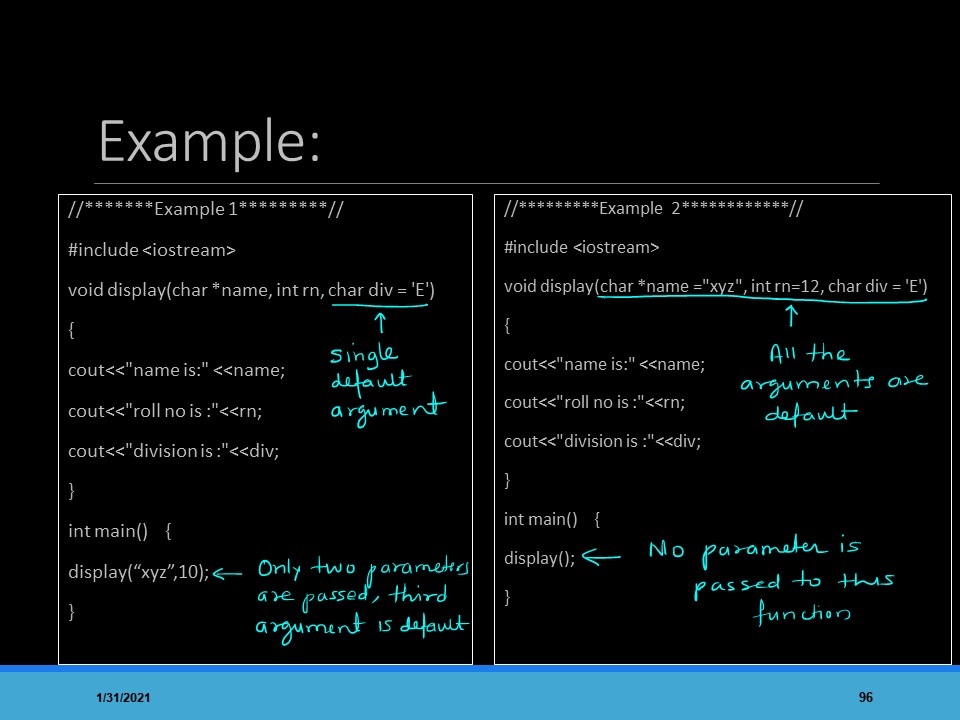 Example:
//*******Example 1*********//
#include <iostream>
void display(char *name, int rn, char div = 'E')
{
single
cout<<"name is:" <<name;
default
cout<<"roll no is :"<<rn;
argument
cout<<"division is :"<<div;
}
int main()    {
display(“xyz”,10);
Only two parameters
are passed, third
}
argument is default
//*********Example  2************//
#include <iostream>
void display(char *name ="xyz", int rn=12, char div = 'E')
{
All the
cout<<"name is:" <<name;
arguments are
cout<<"roll no is :"<<rn;
default
cout<<"division is :"<<div;
}
int main()    {
display();
No parameter is
passed to this
}
function
1/31/2021
96